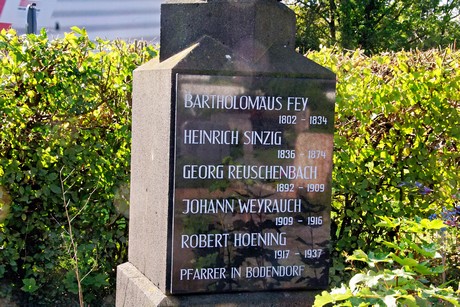 BARTHOLOMÄUS FEY
1802 - 1834
HEINRICH SINZIG
1836 - 1874
GEORG REUSCHENBACH
1892 - 1909
JOHANN WEYRAUCH
1909 - 1916
ROBERT HOENING
1917 - 1937
PFARRER IN BODENDORF